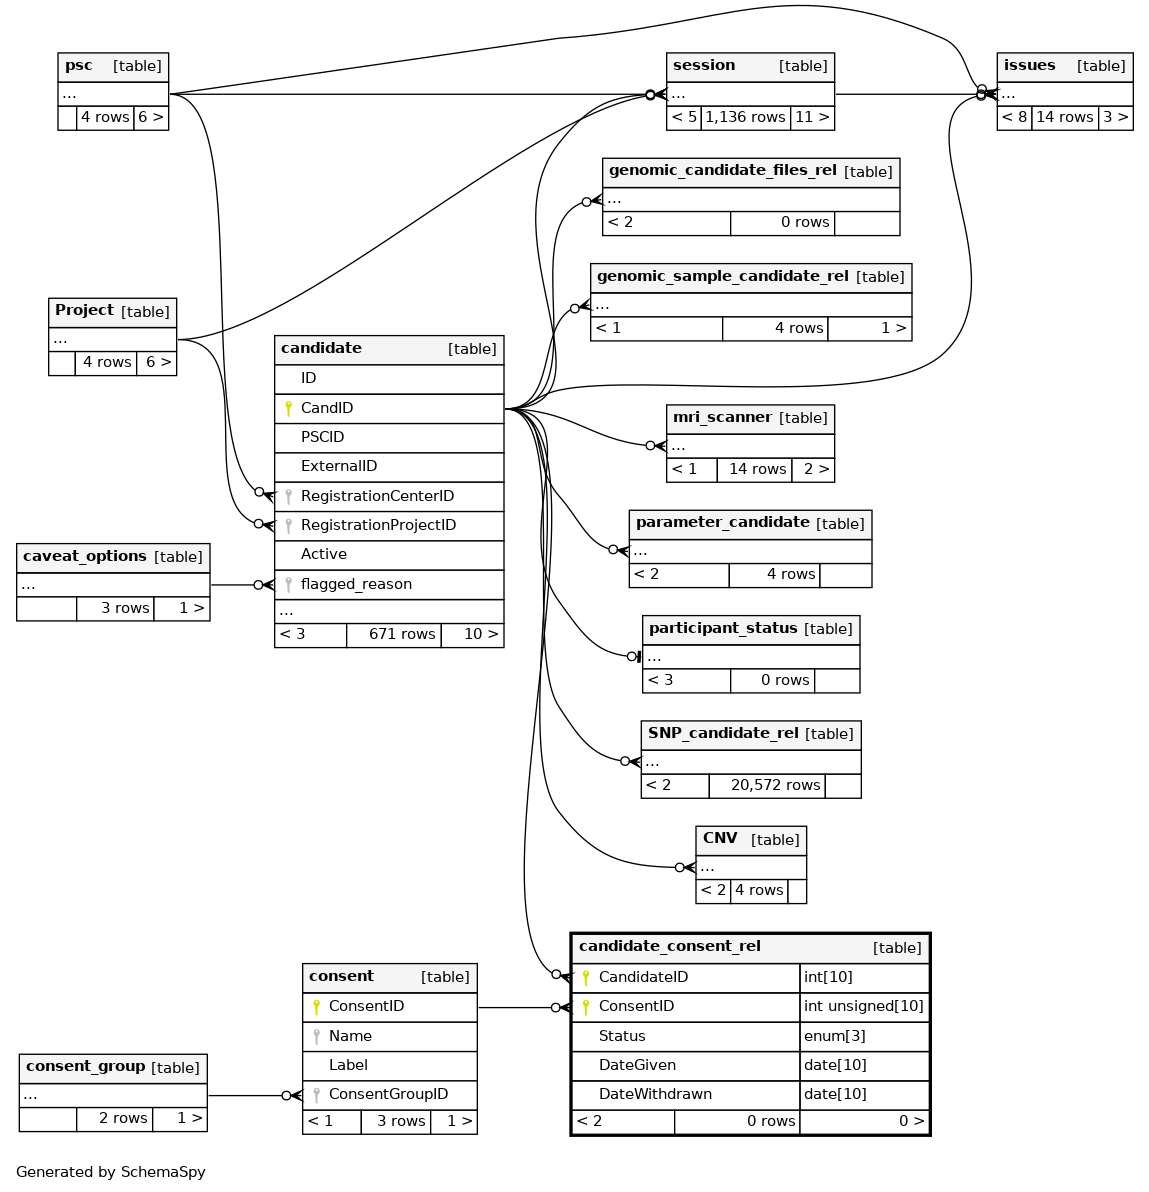 psc [table]
...
4 rows 6 >
session [table]
...
< 5 1,136 rows 11 >
issues [table]
...
< 8 14 rows 3 >
genomic_candidate_files_rel [table]
...
< 2 0 rows
genomic_sample_candidate_rel [table]
...
< 1 4 rows 1 >
Project [table]
...
4 rows 6 >
candidate [table]
ID
CandID
PSCID
ExternalID
RegistrationCenterID
RegistrationProjectID
Active
flagged_reason
...
< 3 671 rows 10 >
mri_scanner [table]
...
< 1 14 rows 2 >
parameter_candidate [table]
...
< 2 4 rows
caveat_options [table]
...
3 rows 1 >
participant_status [table]
...
< 3 0 rows
SNP_candidate_rel [table]
...
< 2 20,572 rows
CNV [table]
...
< 2 4 rows
candidate_consent_rel [table]
CandidateID int[10]
ConsentID int unsigned[10]
Status enum[3]
DateGiven date[10]
DateWithdrawn date[10]
< 2 0 rows 0 >
consent [table]
ConsentID
Name
Label
ConsentGroupID
< 1 3 rows 1 >
consent_group [table]
...
2 rows 1 >
Generated by SchemaSpy